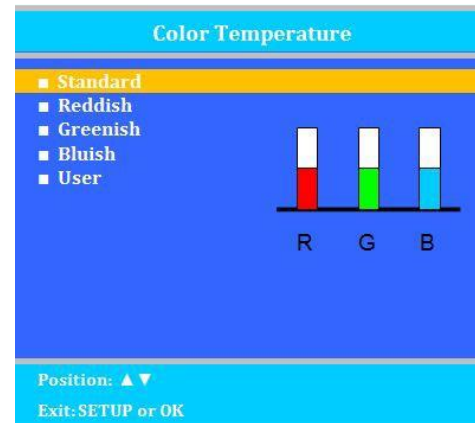 Color Temperature
■ Standard
■ Reddish
■ Greenish
■ Bluish
■ User
R G B
Position: ▲▼
Exit:SETUP or OK